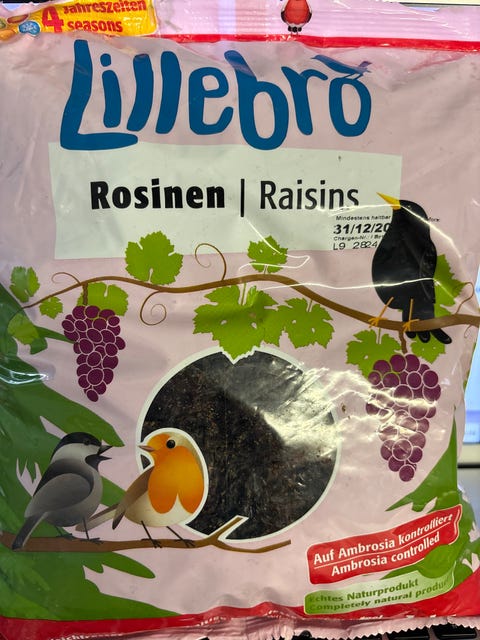 4 Jahreszeiten
seasons
Lillebro
Rosinen | Raisins
Mindestens haltbar
31/12/20
L9 2824
Auf Ambrosia kontrolliert
Ambrosia controlled
Echtes Naturprodukt
Completely natural product